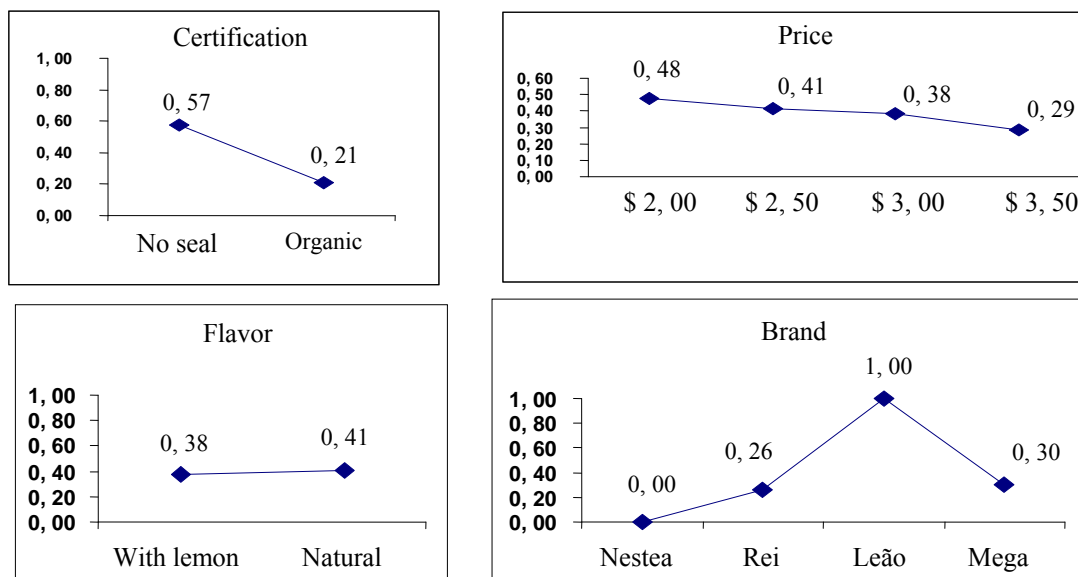 Certification
1, 00
0, 80
0, 60
0, 40
0, 20
0, 00
0, 57
0, 21
No seal
Organic
Price
0, 60
0, 50
0, 40
0, 30
0, 20
0, 10
0, 00
0, 48
0, 41
0, 38
0, 29
$ 2, 00
$ 2, 50
$ 3, 00
$ 3, 50
Flavor
1, 00
0, 80
0, 60
0, 40
0, 20
0, 00
0, 38
0, 41
With lemon
Natural
Brand
1, 00
0, 80
0, 60
0, 40
0, 20
0, 00
0, 00
0, 26
1, 00
0, 30
Nestea
Rei
Leão
Mega